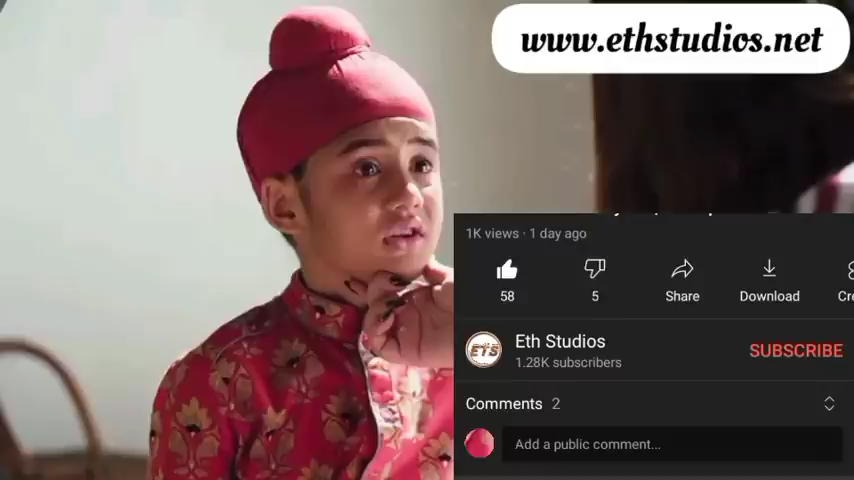 www.ethstudios.net
1K views · 1 day ago
58
5
Share
Download
Eth Studios
ETS
1.28K subscribers
SUBSCRIBE
Comments 2
Add a public comment...